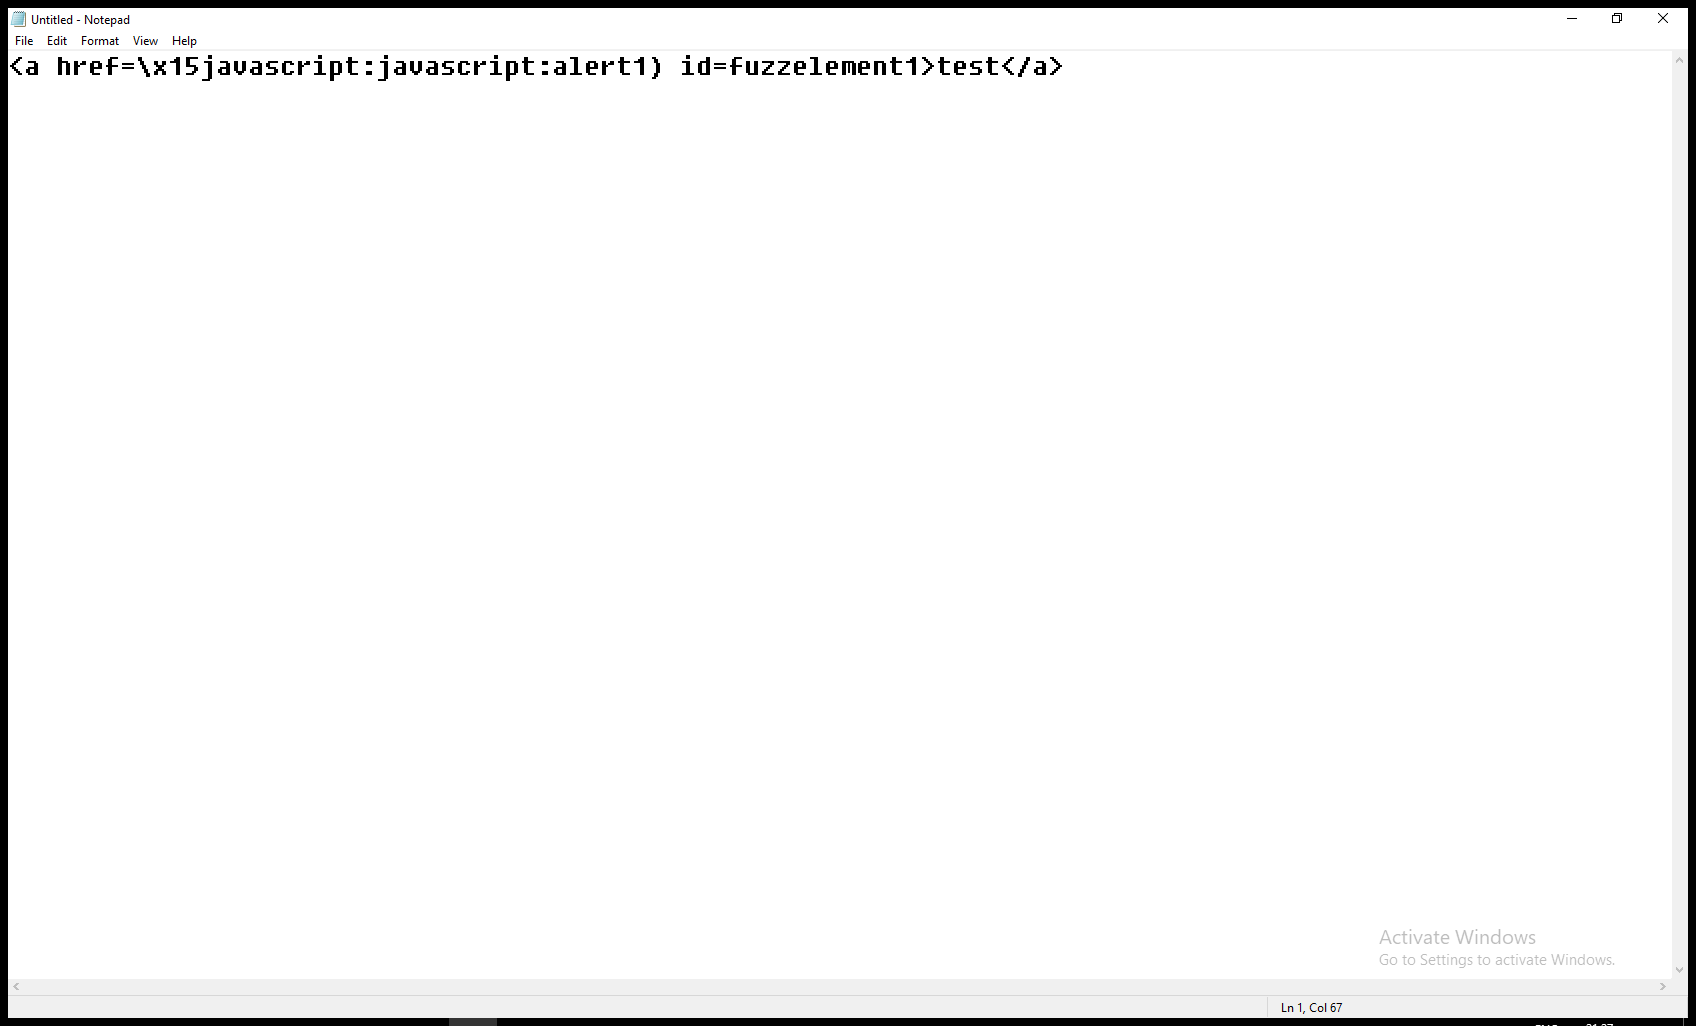 Untitled - Notepad
File Edit Format View Help
<a href=\x15javascript:javascript:alert1) id=fuzzelement1>test</a>
Activate Windows
Go to Settings to activate Windows.
Ln 1, Col 67